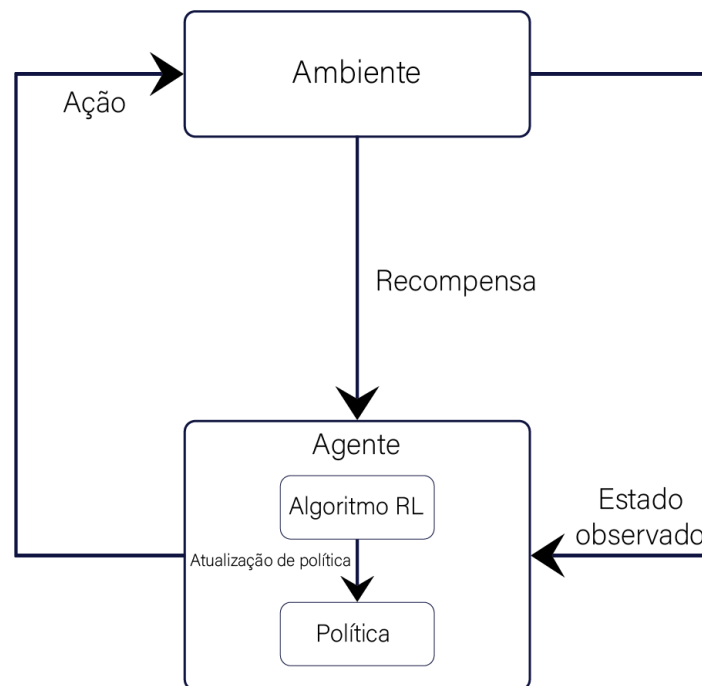 Ambiente
Ação
Recompensa
Agente
Algoritmo RL
Estado
observado
Atualização de política
Política